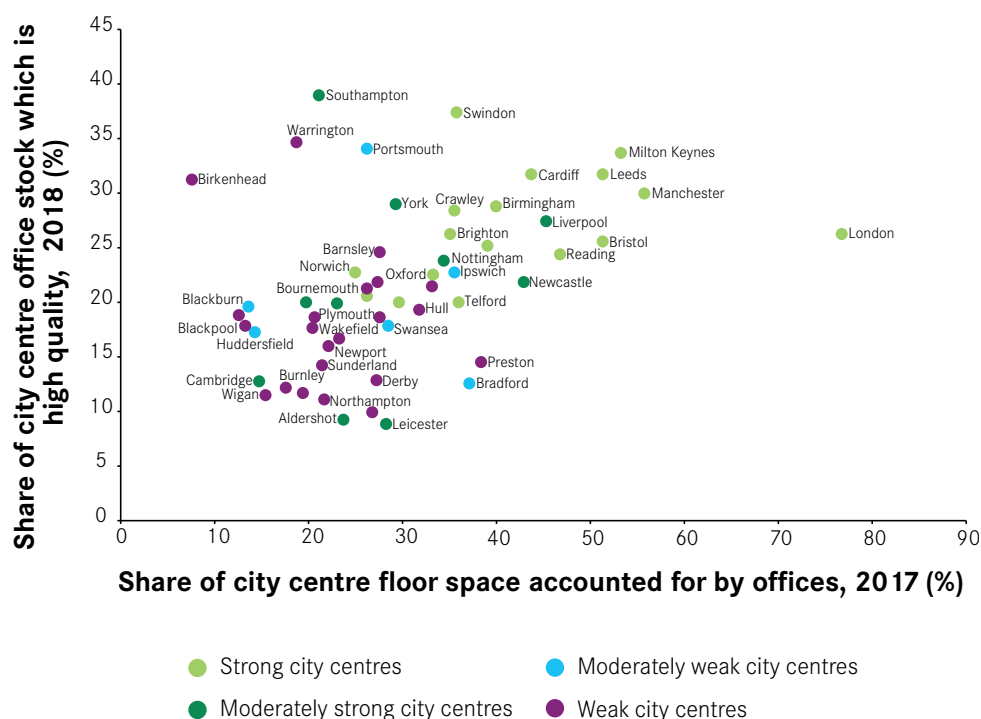 Share of city centre office stock which is
high quality, 2018 (%)
45
40
35
30
25
20
15
10
5
0
Southampton
Swindon
Warrington
Portsmouth
Milton Keynes
Cardiff
Leeds
Birkenhead
Manchester
York
Crawley
Birmingham
Liverpool
London
Brighton
Bristol
Barnsley
Reading
Nottingham
Norwich
Oxford
Ipswich
Bournemouth
Newcastle
Blackburn
Telford
Hull
Plymouth
Blackpool
Wakefield
Swansea
Huddersfield
Newport
Sunderland
Preston
Burnley
Cambridge
Derby
Bradford
Wigan
Northampton
Aldershot
Leicester
0 10 20 30 40 50 60 70 80 90
Share of city centre floor space accounted for by offices, 2017 (%)
Strong city centres
Moderately weak city centres
Moderately strong city centres
Weak city centres